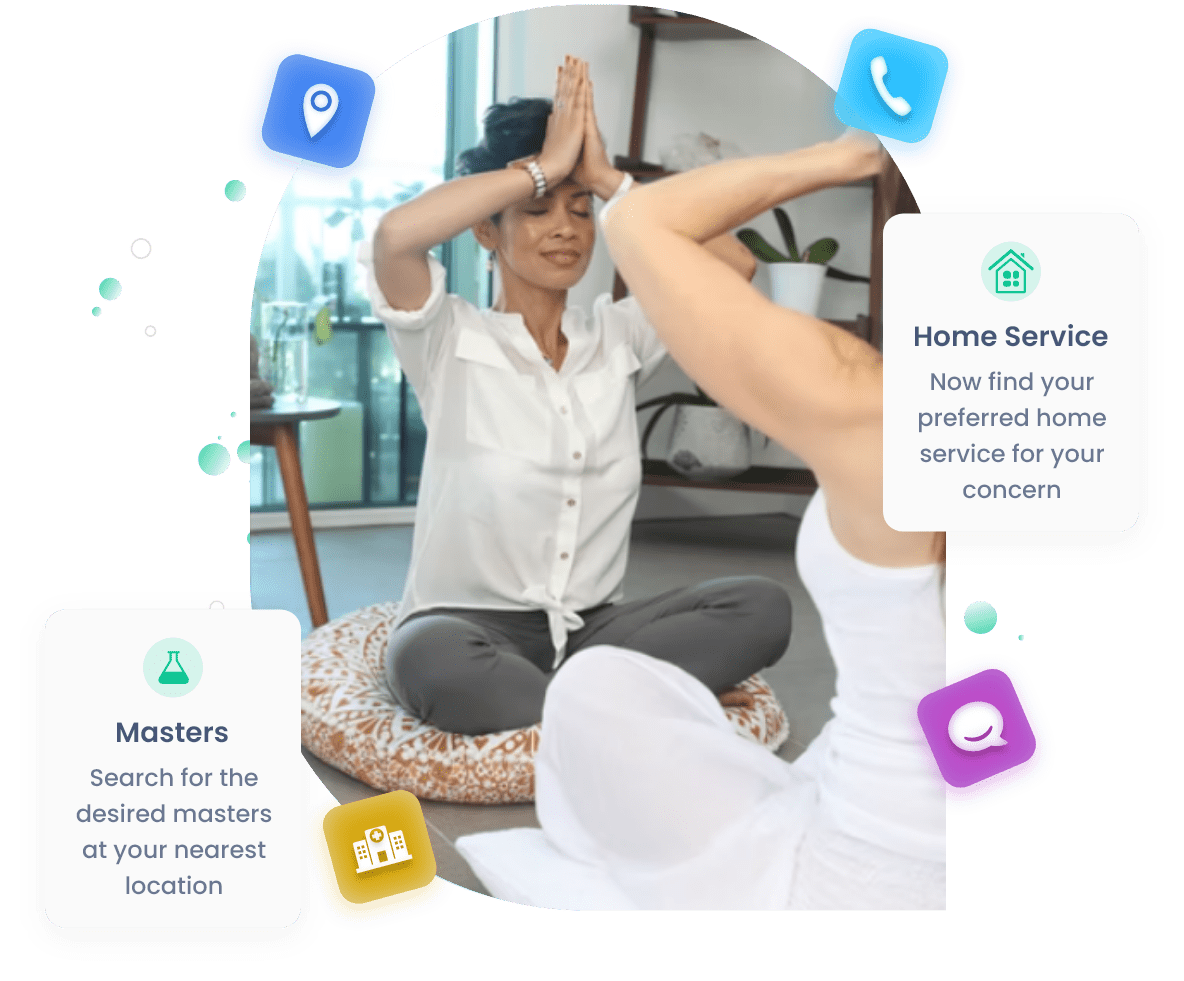 Home Service
Now find your
preferred home
service for your
concern
Masters
Search for the
desired masters
at your nearest
location